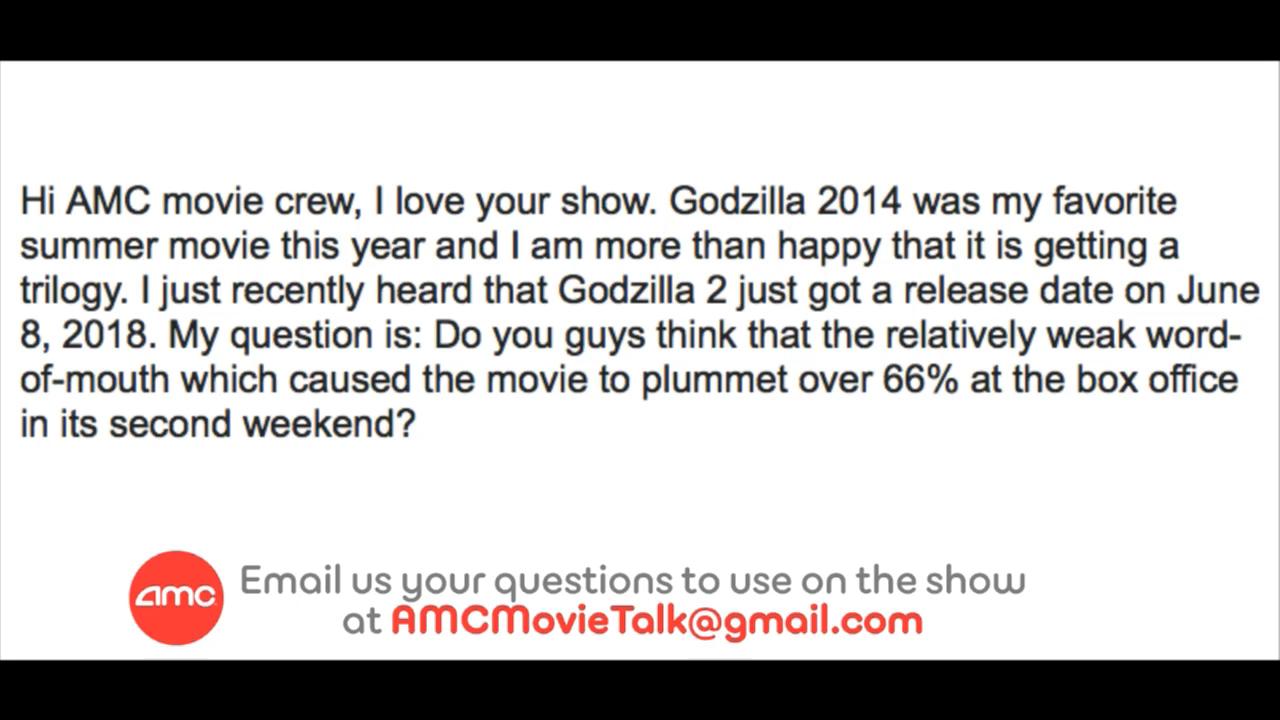 Hi AMC movie crew, I love your show. Godzilla 2014 was my favorite
summer movie this year and I am more than happy that it is getting a
trilogy. I just recently heard that Godzilla 2 just got a release date on June
8, 2018. My question is: Do you guys think that the relatively weak word-
of-mouth which caused the movie to plummet over 66% at the box office
in its second weekend?
amc
Email us your questions to use on the show
at AMCMovieTalk@gmail.com